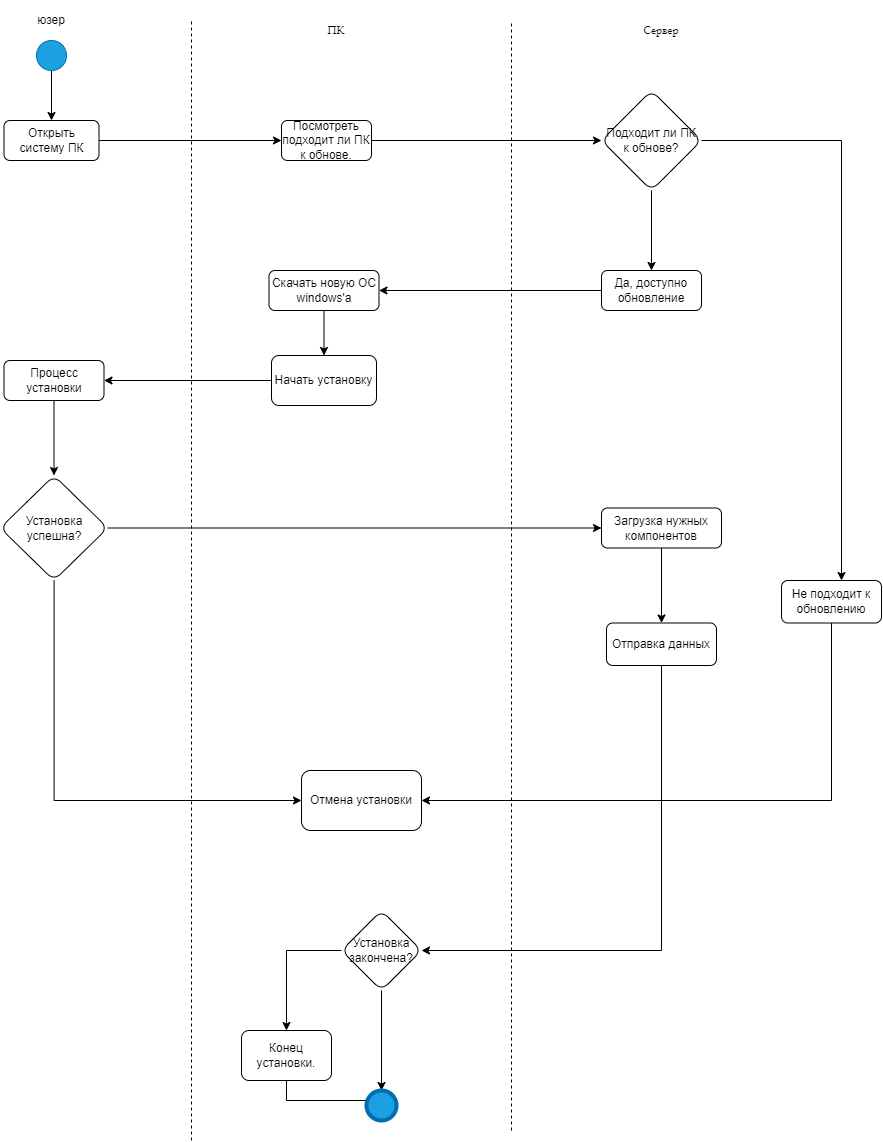 юзер
ПК
Сервер
Открыть
систему ПК
Посмотреть
подходит ли ПК
к обнове.
Подходит ли ПК
к обнове?
Скачать новую ОС
windows'а
Да, доступно
обновление
Процесс
установки
Начать установку
Установка
успешна?
Загрузка нужных
компонентов
Не подходит к
обновлению
Отправка данных
Отмена установки
Установка
закончена?
Конец
установки.